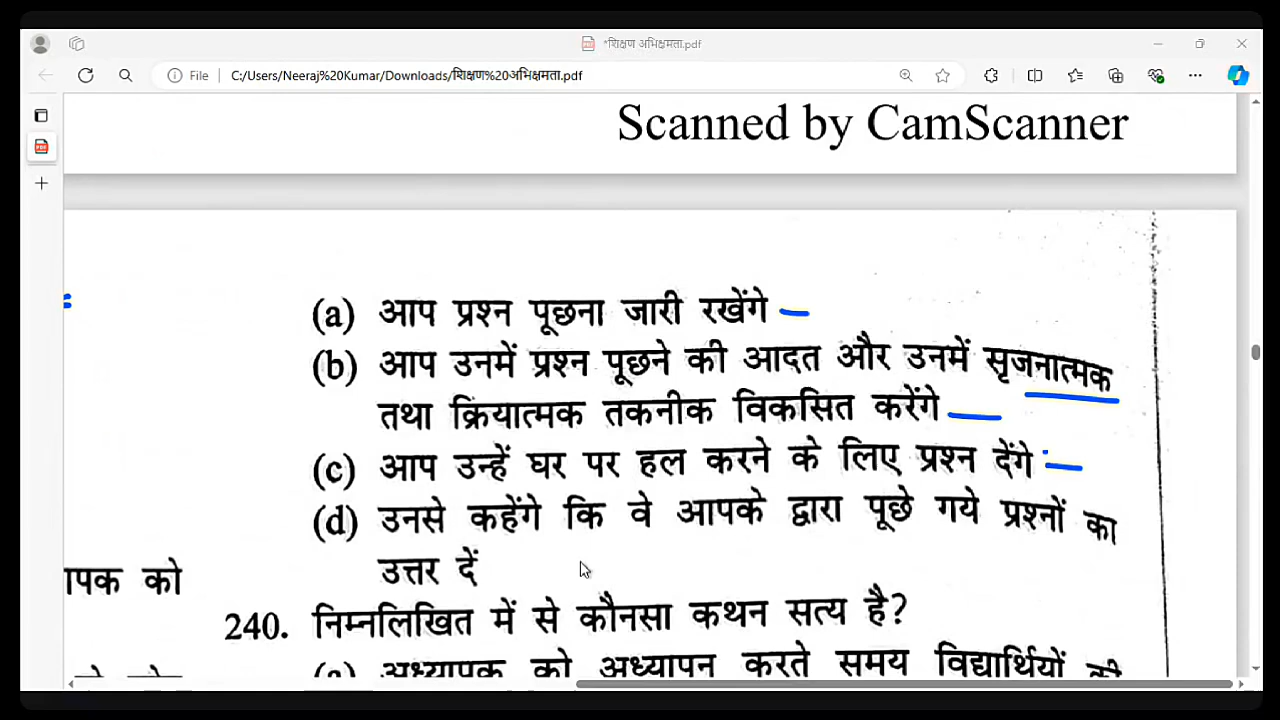 *शिक्षण अभिक्षमता.pdf
File C:/Users/Neeraj%20Kumar/Downloads/शिक्षण%20अभिक्षमता.pdf
Scanned by CamScanner
(a) आप प्रश्न पूछना जारी रखेंगे
(b) आप उनमें प्रश्न पूछने की आदत और उनमें सृजनात्मक
तथा क्रियात्मक तकनीक विकसित करेंगे
(c) आप उन्हें घर पर हल करने के लिए प्रश्न देंगे
(d) उनसे कहेंगे कि वे आपके द्वारा पूछे गये प्रश्नों का
उत्तर दें
को
240. निम्नलिखित में से कौनसा कथन सत्य है?
(a) अध्यापक को अध्यापन करते समय विद्यार्थियों की